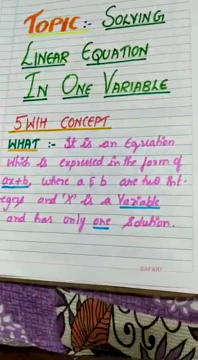 TOPIC:- SOLVING
LINEAR EQUATION
IN ONE VARIABLE
5WIH CONCEPT
WHAT :- It is an Equation
which is expressed in the form of
ax+b, where a & b are two Int-
egers and 'X' is a Variable
and has only one Solution.